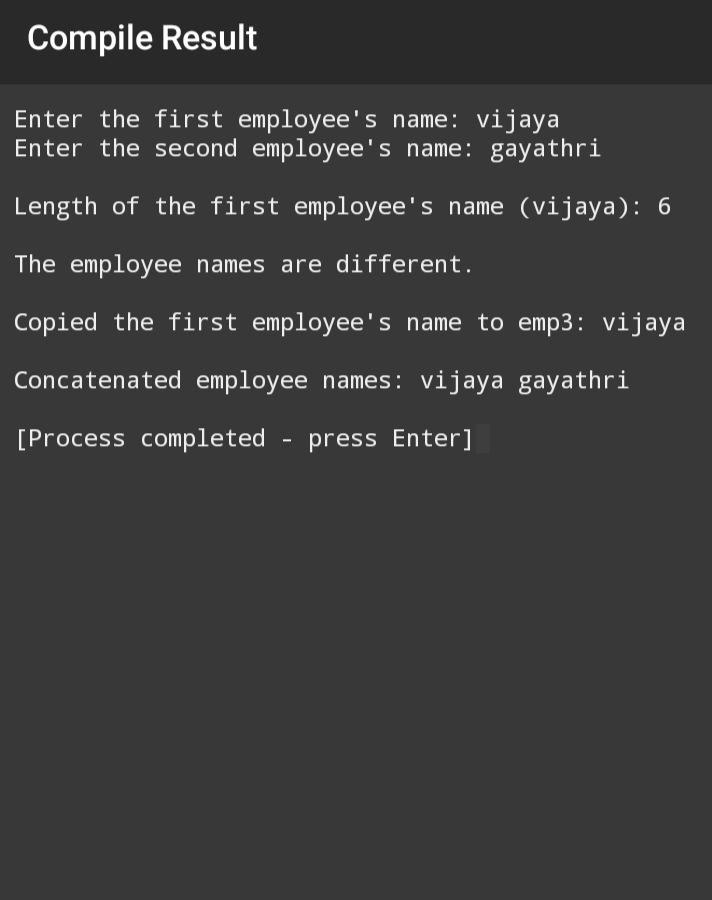 Compile Result
Enter the first employee's name: vijaya
Enter the second employee's name: gayathri
Length of the first employee's name (vijaya): 6
The employee names are different.
Copied the first employee's name to emp3: vijaya
Concatenated employee names: vijaya gayathri
[Process completed - press Enter]